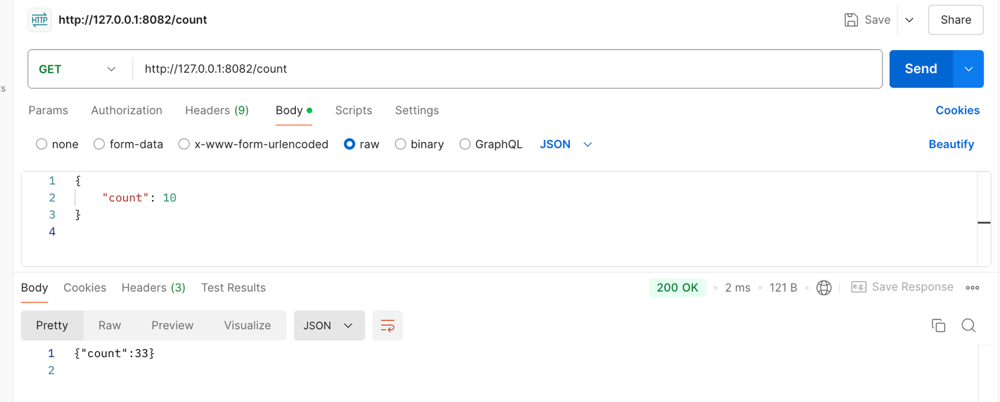 HTTP http://127.0.0.1:8082/count Save Share
GET http://127.0.0.1:8082/count Send
ts
Params Authorization Headers (9) Body Scripts Settings Cookies
none form-data x-www-form-urlencoded raw binary GraphQL JSON Beautify
1 {
2 "count": 10
3 }
4
Body Cookies Headers (3) Test Results 200 OK • 2 ms • 121 B • e.g. Save Response
Pretty Raw Preview Visualize JSON
1 {"count":33}
2